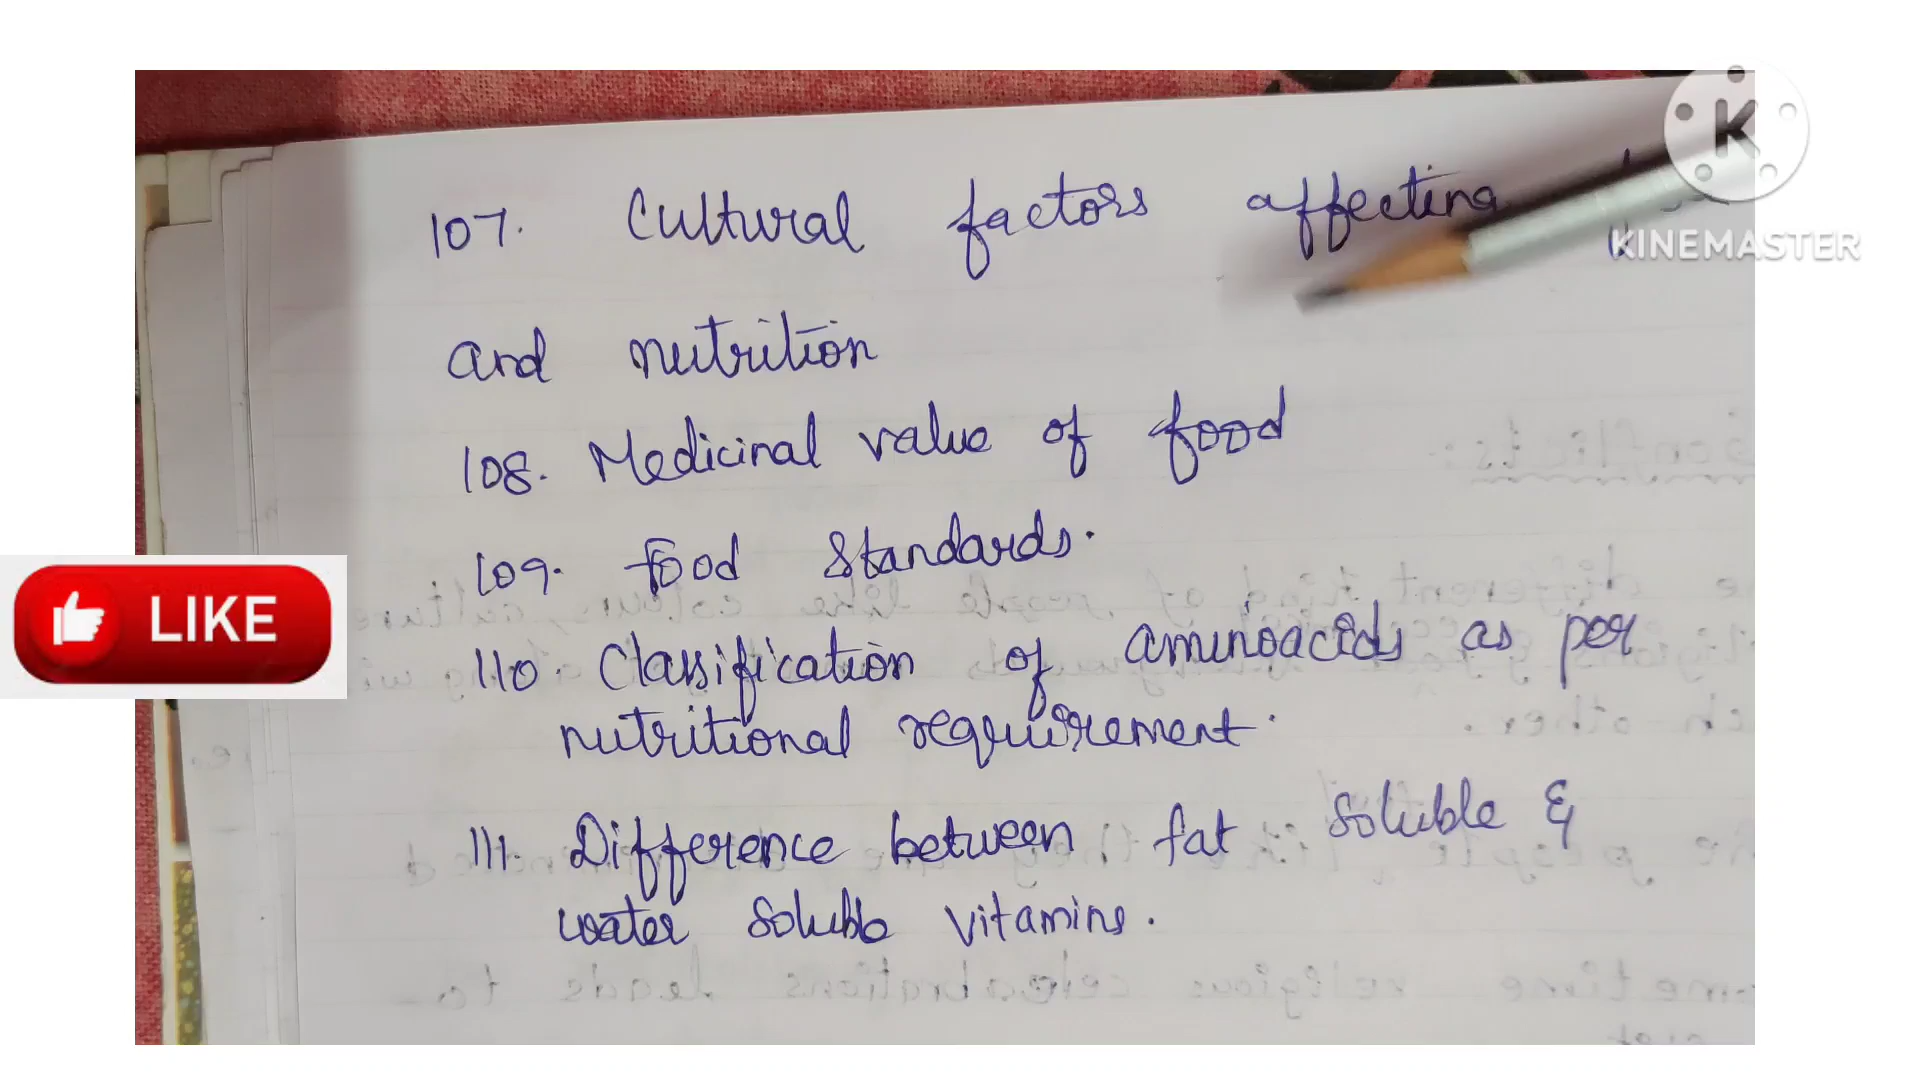 107. Cultural factors affecting
and nutrition
108. Medicinal value of food
109. Food Standards.
110. Classification of aminoacids as per
nutritional requirement.
111. Difference between fat soluble &
water soluble vitamins.
K
KINEMASTER
LIKE